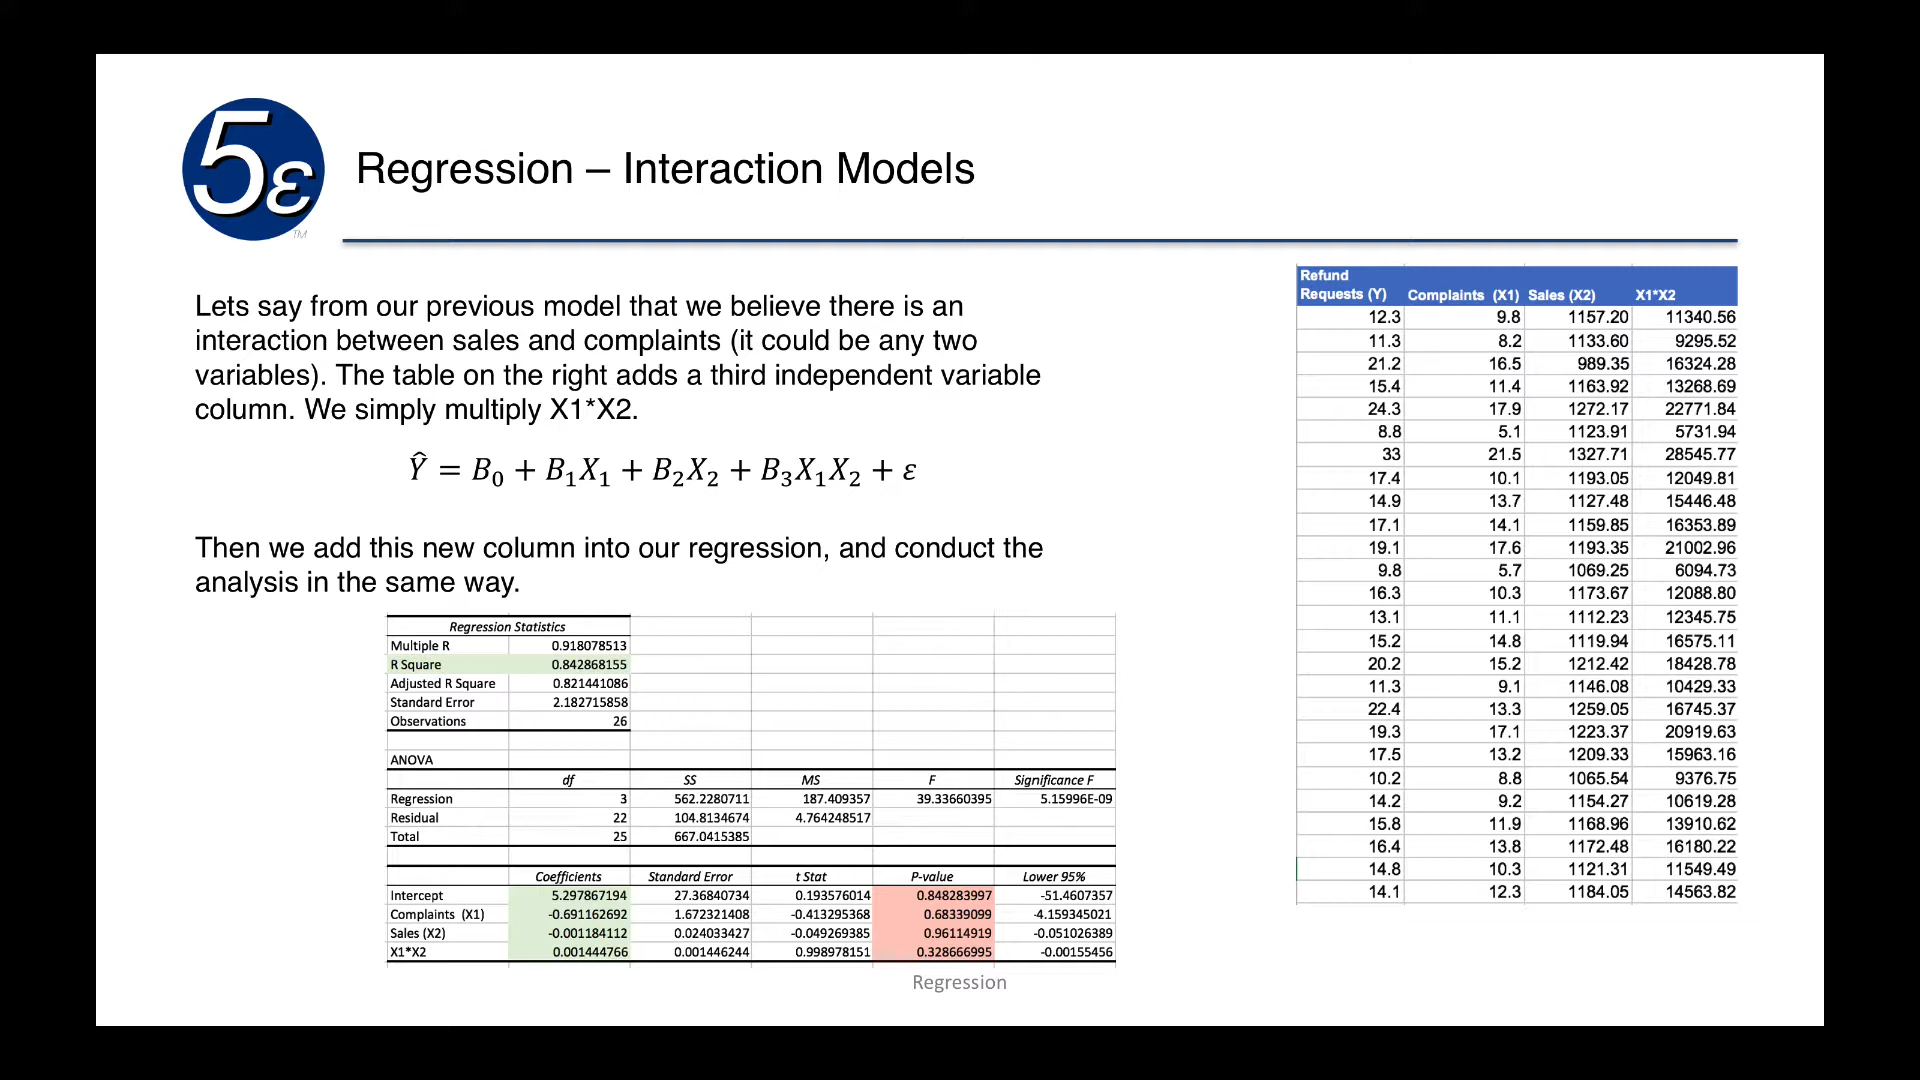 5ε
TM
Regression – Interaction Models
Lets say from our previous model that we believe there is an
interaction between sales and complaints (it could be any two
variables). The table on the right adds a third independent variable
column. We simply multiply X1*X2.
Ŷ = B₀ + B₁X₁ + B₂X₂ + B₃X₁X₂ + ε
Then we add this new column into our regression, and conduct the
analysis in the same way.
Regression Statistics
Multiple R 0.918078513
R Square 0.842868155
Adjusted R Square 0.821441086
Standard Error 2.182715858
Observations 26
ANOVA
df SS MS F Significance F
Regression 3 562.2280711 187.409357 39.33660395 5.15996E-09
Residual 22 104.8134674 4.764248517
Total 25 667.0415385
Coefficients Standard Error t Stat P-value Lower 95%
Intercept 5.297867194 27.36840734 0.193576014 0.848283997 -51.4607357
Complaints (X1) -0.691162692 1.672321408 -0.413295368 0.68339099 -4.159345021
Sales (X2) -0.001184112 0.024033427 -0.049269385 0.96114919 -0.051026389
X1*X2 0.001444766 0.001446244 0.998978151 0.328666995 -0.00155456
Refund
Requests (Y) Complaints (X1) Sales (X2) X1*X2
12.3 9.8 1157.20 11340.56
11.3 8.2 1133.60 9295.52
21.2 16.5 989.35 16324.28
15.4 11.4 1163.92 13268.69
24.3 17.9 1272.17 22771.84
8.8 5.1 1123.91 5731.94
33 21.5 1327.71 28545.77
17.4 10.1 1193.05 12049.81
14.9 13.7 1127.48 15446.48
17.1 14.1 1159.85 16353.89
19.1 17.6 1193.35 21002.96
9.8 5.7 1069.25 6094.73
16.3 10.3 1173.67 12088.80
13.1 11.1 1112.23 12345.75
15.2 14.8 1119.94 16575.11
20.2 15.2 1212.42 18428.78
11.3 9.1 1146.08 10429.33
22.4 13.3 1259.05 16745.37
19.3 17.1 1223.37 20919.63
17.5 13.2 1209.33 15963.16
10.2 8.8 1065.54 9376.75
14.2 9.2 1154.27 10619.28
15.8 11.9 1168.96 13910.62
16.4 13.8 1172.48 16180.22
14.8 10.3 1121.31 11549.49
14.1 12.3 1184.05 14563.82
Regression